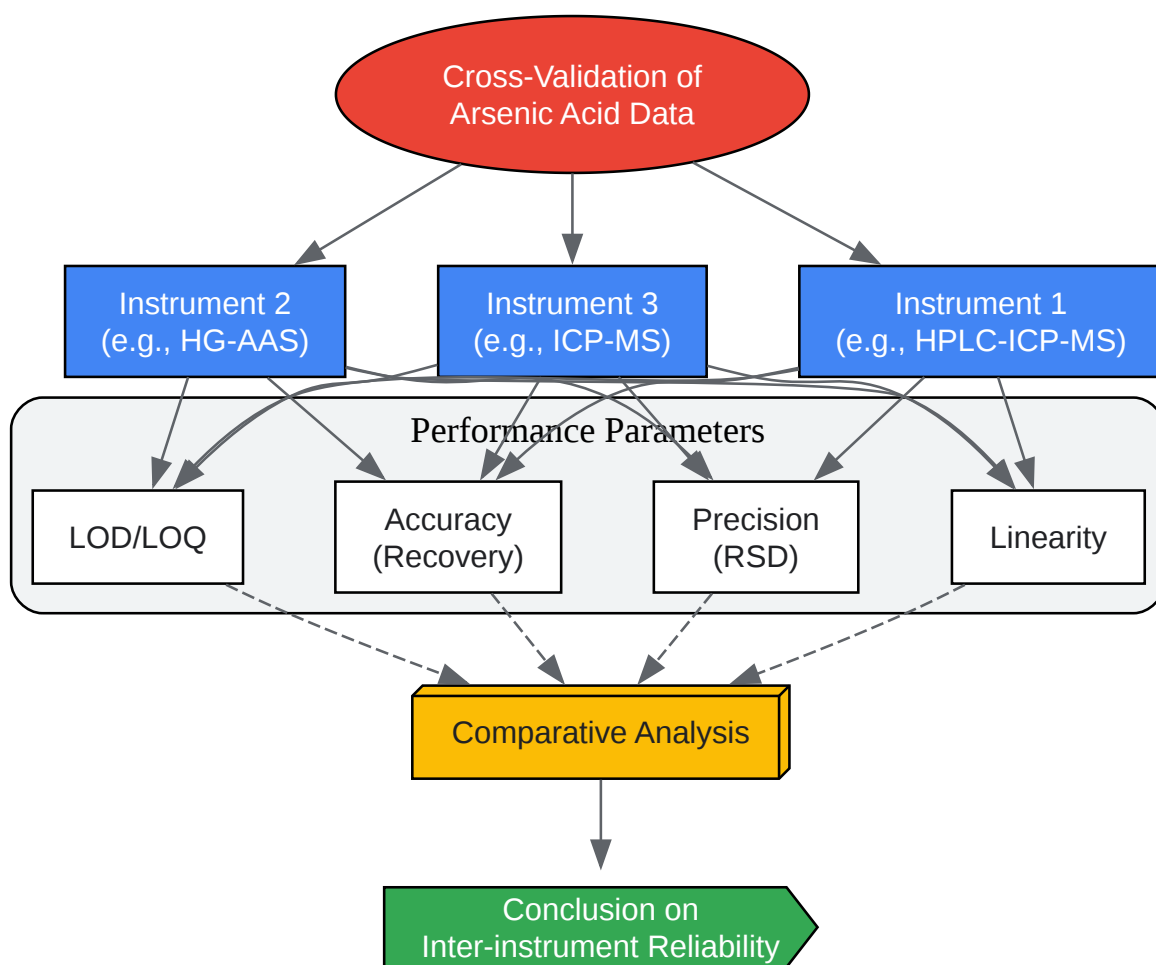 Cross-Validation of
Arsenic Acid Data
Instrument 2
(e.g., HG-AAS)
Instrument 3
(e.g., ICP-MS)
Instrument 1
(e.g., HPLC-ICP-MS)
Performance Parameters
LOD/LOQ
Accuracy
(Recovery)
Precision
(RSD)
Linearity
Comparative Analysis
Conclusion on
Inter-instrument Reliability